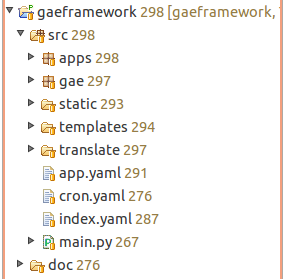 gaeframework 298 [gaeframework,
src 298
apps 298
gae 297
static 293
templates 294
translate 297
app.yaml 291
cron.yaml 276
index.yaml 287
main.py 267
doc 276